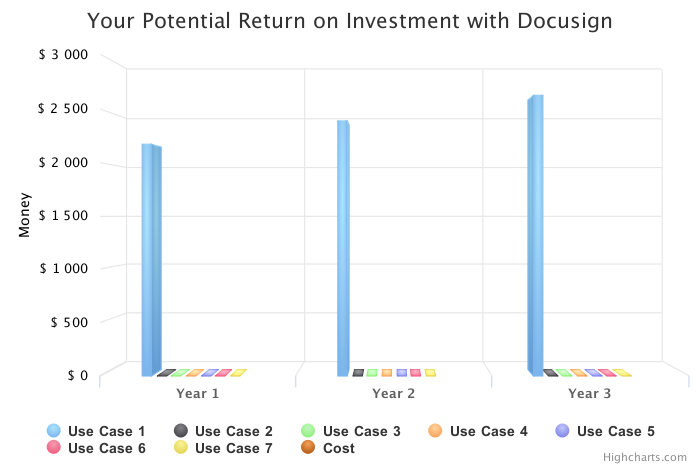 Your Potential Return on Investment with Docusign
$ 3 000
$ 2 500
$ 2 000
$ 1 500
$ 1 000
$ 500
$ 0
Money
Year 1 Year 2 Year 3
Use Case 1 Use Case 2 Use Case 3 Use Case 4 Use Case 5
Use Case 6 Use Case 7 Cost
Highcharts.com